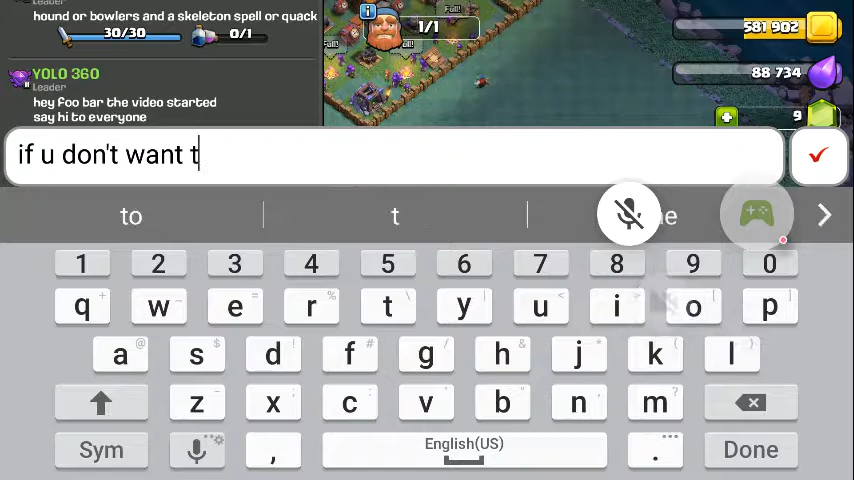 hound or bowlers and a skeleton spell or quack
30/30
0/1
YOLO 360
Leader
hey foo bar the video started
say hi to everyone
i
1/1
Full!
Full!
581 902
88 734
+
9
if u don't want t
to
t
e
1 2 3 4 5 6 7 8 9 0
q w e r t y u i o p
a s d f g h j k l
z x c v b n m
Sym
,
English(US)
.
Done